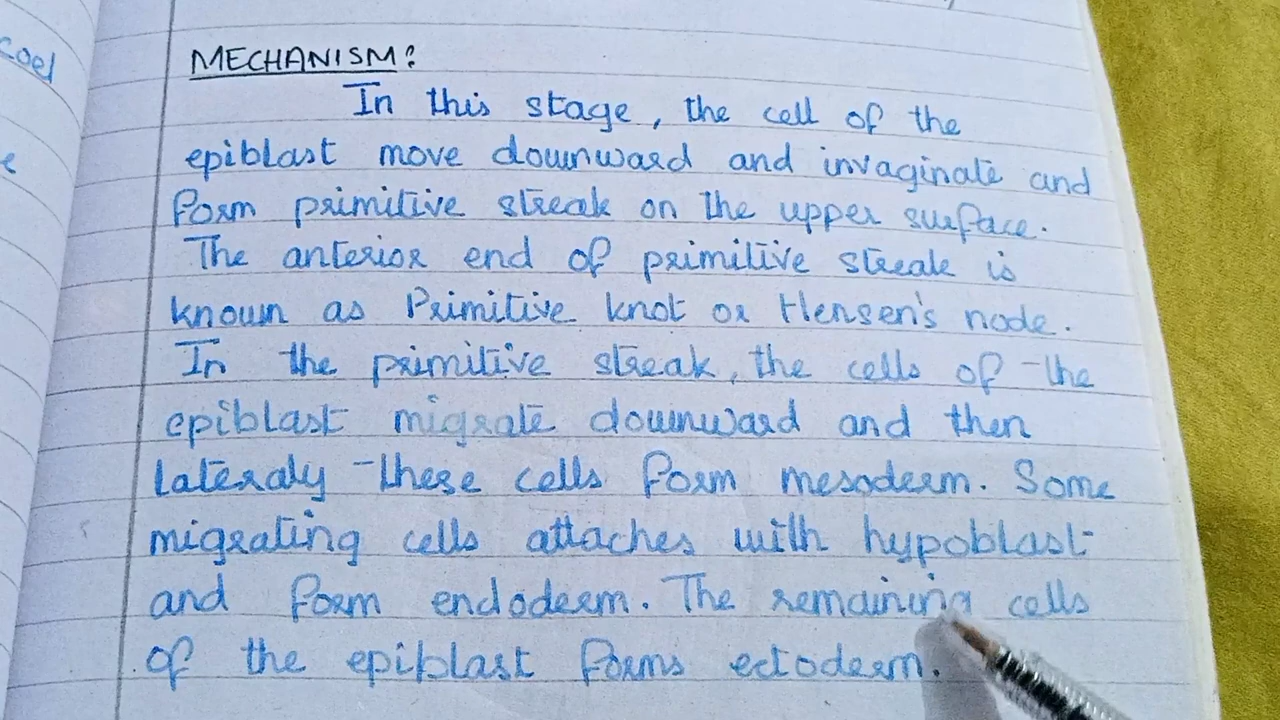 coel
e
MECHANISM:
In this stage, the cell of the
epiblast move downward and invaginate and
form primitive streak on the upper surface.
The anterior end of primitive streak is
known as Primitive knot or Hensen's node.
In the primitive streak, the cells of the
epiblast migrate downward and then
lateraly these cells form mesoderm. Some
migrating cells attaches with hypoblast
and form endoderm. The remaining cells
of the epiblast forms ectoderm.